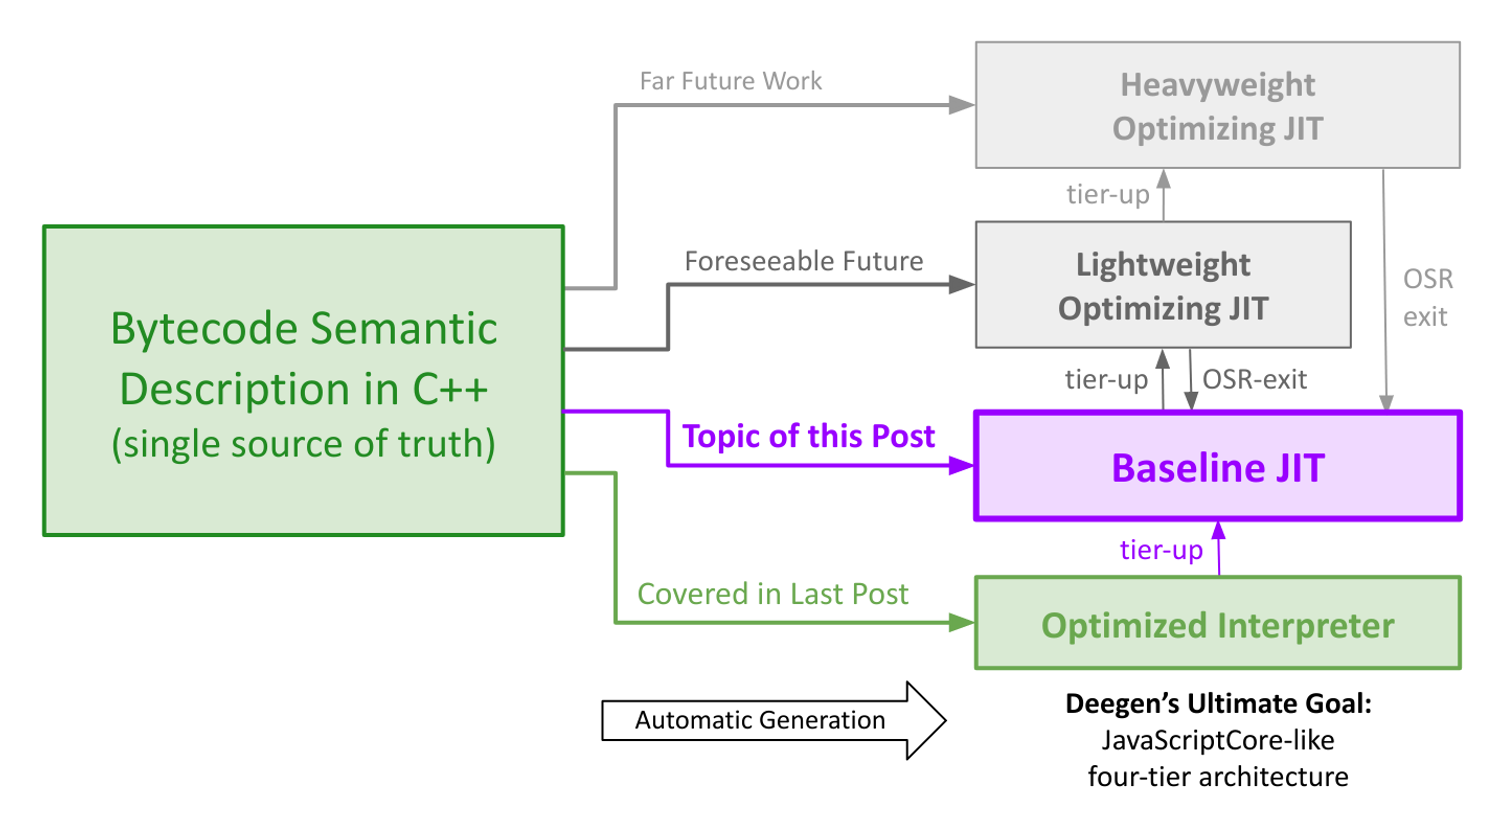 Far Future Work
Heavyweight
Optimizing JIT
tier-up
Foreseeable Future
Lightweight
Optimizing JIT
OSR
exit
Bytecode Semantic
Description in C++
(single source of truth)
tier-up
OSR-exit
Topic of this Post
Baseline JIT
tier-up
Covered in Last Post
Optimized Interpreter
Automatic Generation
Deegen’s Ultimate Goal:
JavaScriptCore-like
four-tier architecture